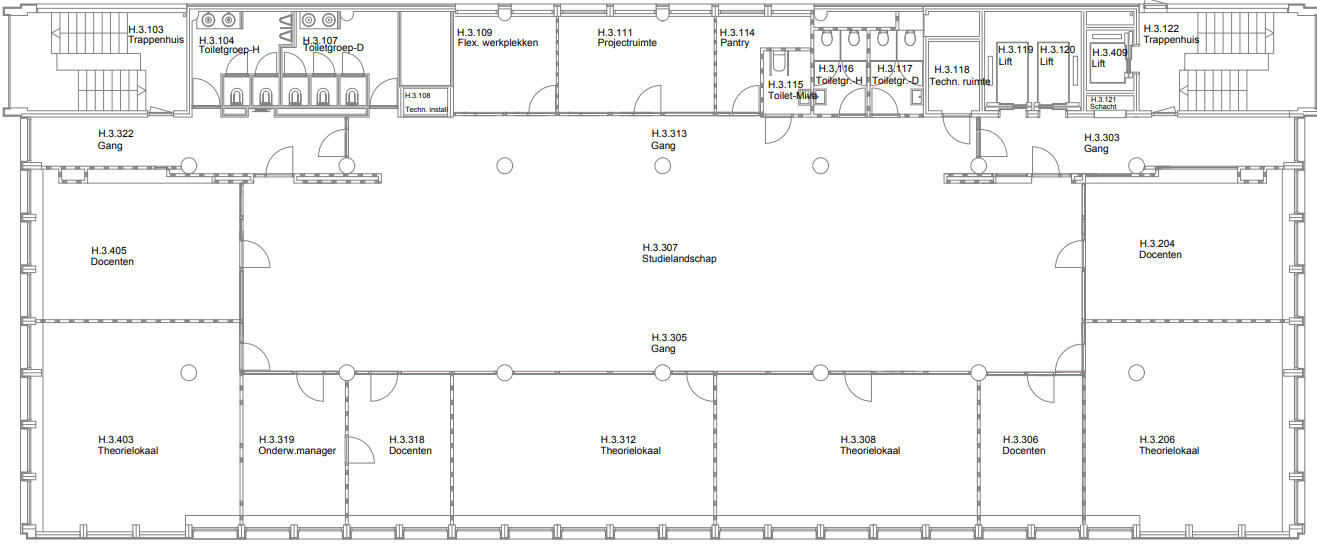 H.3.103
Trappenhuis
H.3.104
Toiletgroep-H
H.3.107
Toiletgroep-D
H.3.108
Techn. install
H.3.109
Flex. werkplekken
H.3.111
Projectruimte
H.3.114
Pantry
H.3.115
Toilet-Miva
H.3.116
Toiletgr.-H
H.3.117
Toiletgr.-D
H.3.118
Techn. ruimte
H.3.119
Lift
H.3.120
Lift
H.3.409
Lift
H.3.121
Schacht
H.3.122
Trappenhuis
H.3.322
Gang
H.3.313
Gang
H.3.303
Gang
H.3.405
Docenten
H.3.307
Studielandschap
H.3.204
Docenten
H.3.305
Gang
H.3.403
Theorielokaal
H.3.319
Onderw.manager
H.3.318
Docenten
H.3.312
Theorielokaal
H.3.308
Theorielokaal
H.3.306
Docenten
H.3.206
Theorielokaal